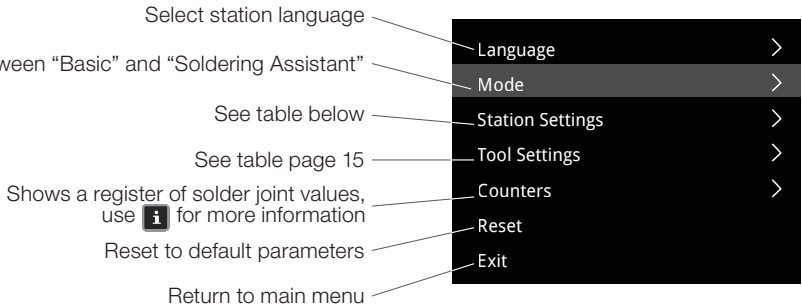 Select station language
“Basic” and “Soldering Assistant”
See table below
See table page 15
Shows a register of solder joint values,
use i for more information
Reset to default parameters
Return to main menu
Language
Mode
Station Settings
Tool Settings
Counters
Reset
Exit